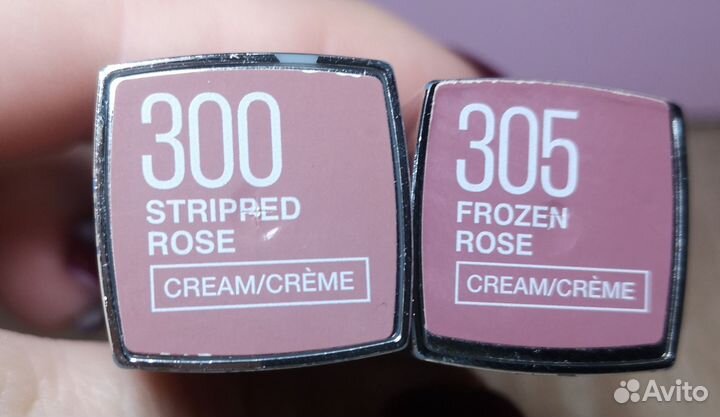 300
STRIPPED
ROSE
CREAM/CRÈME
305
FROZEN
ROSE
CREAM/CRÈME
Avito